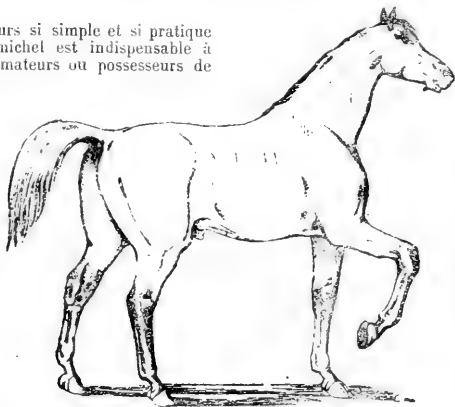 urs si simple et si pratique
michel est indispensable à
mateurs ou possesseurs de